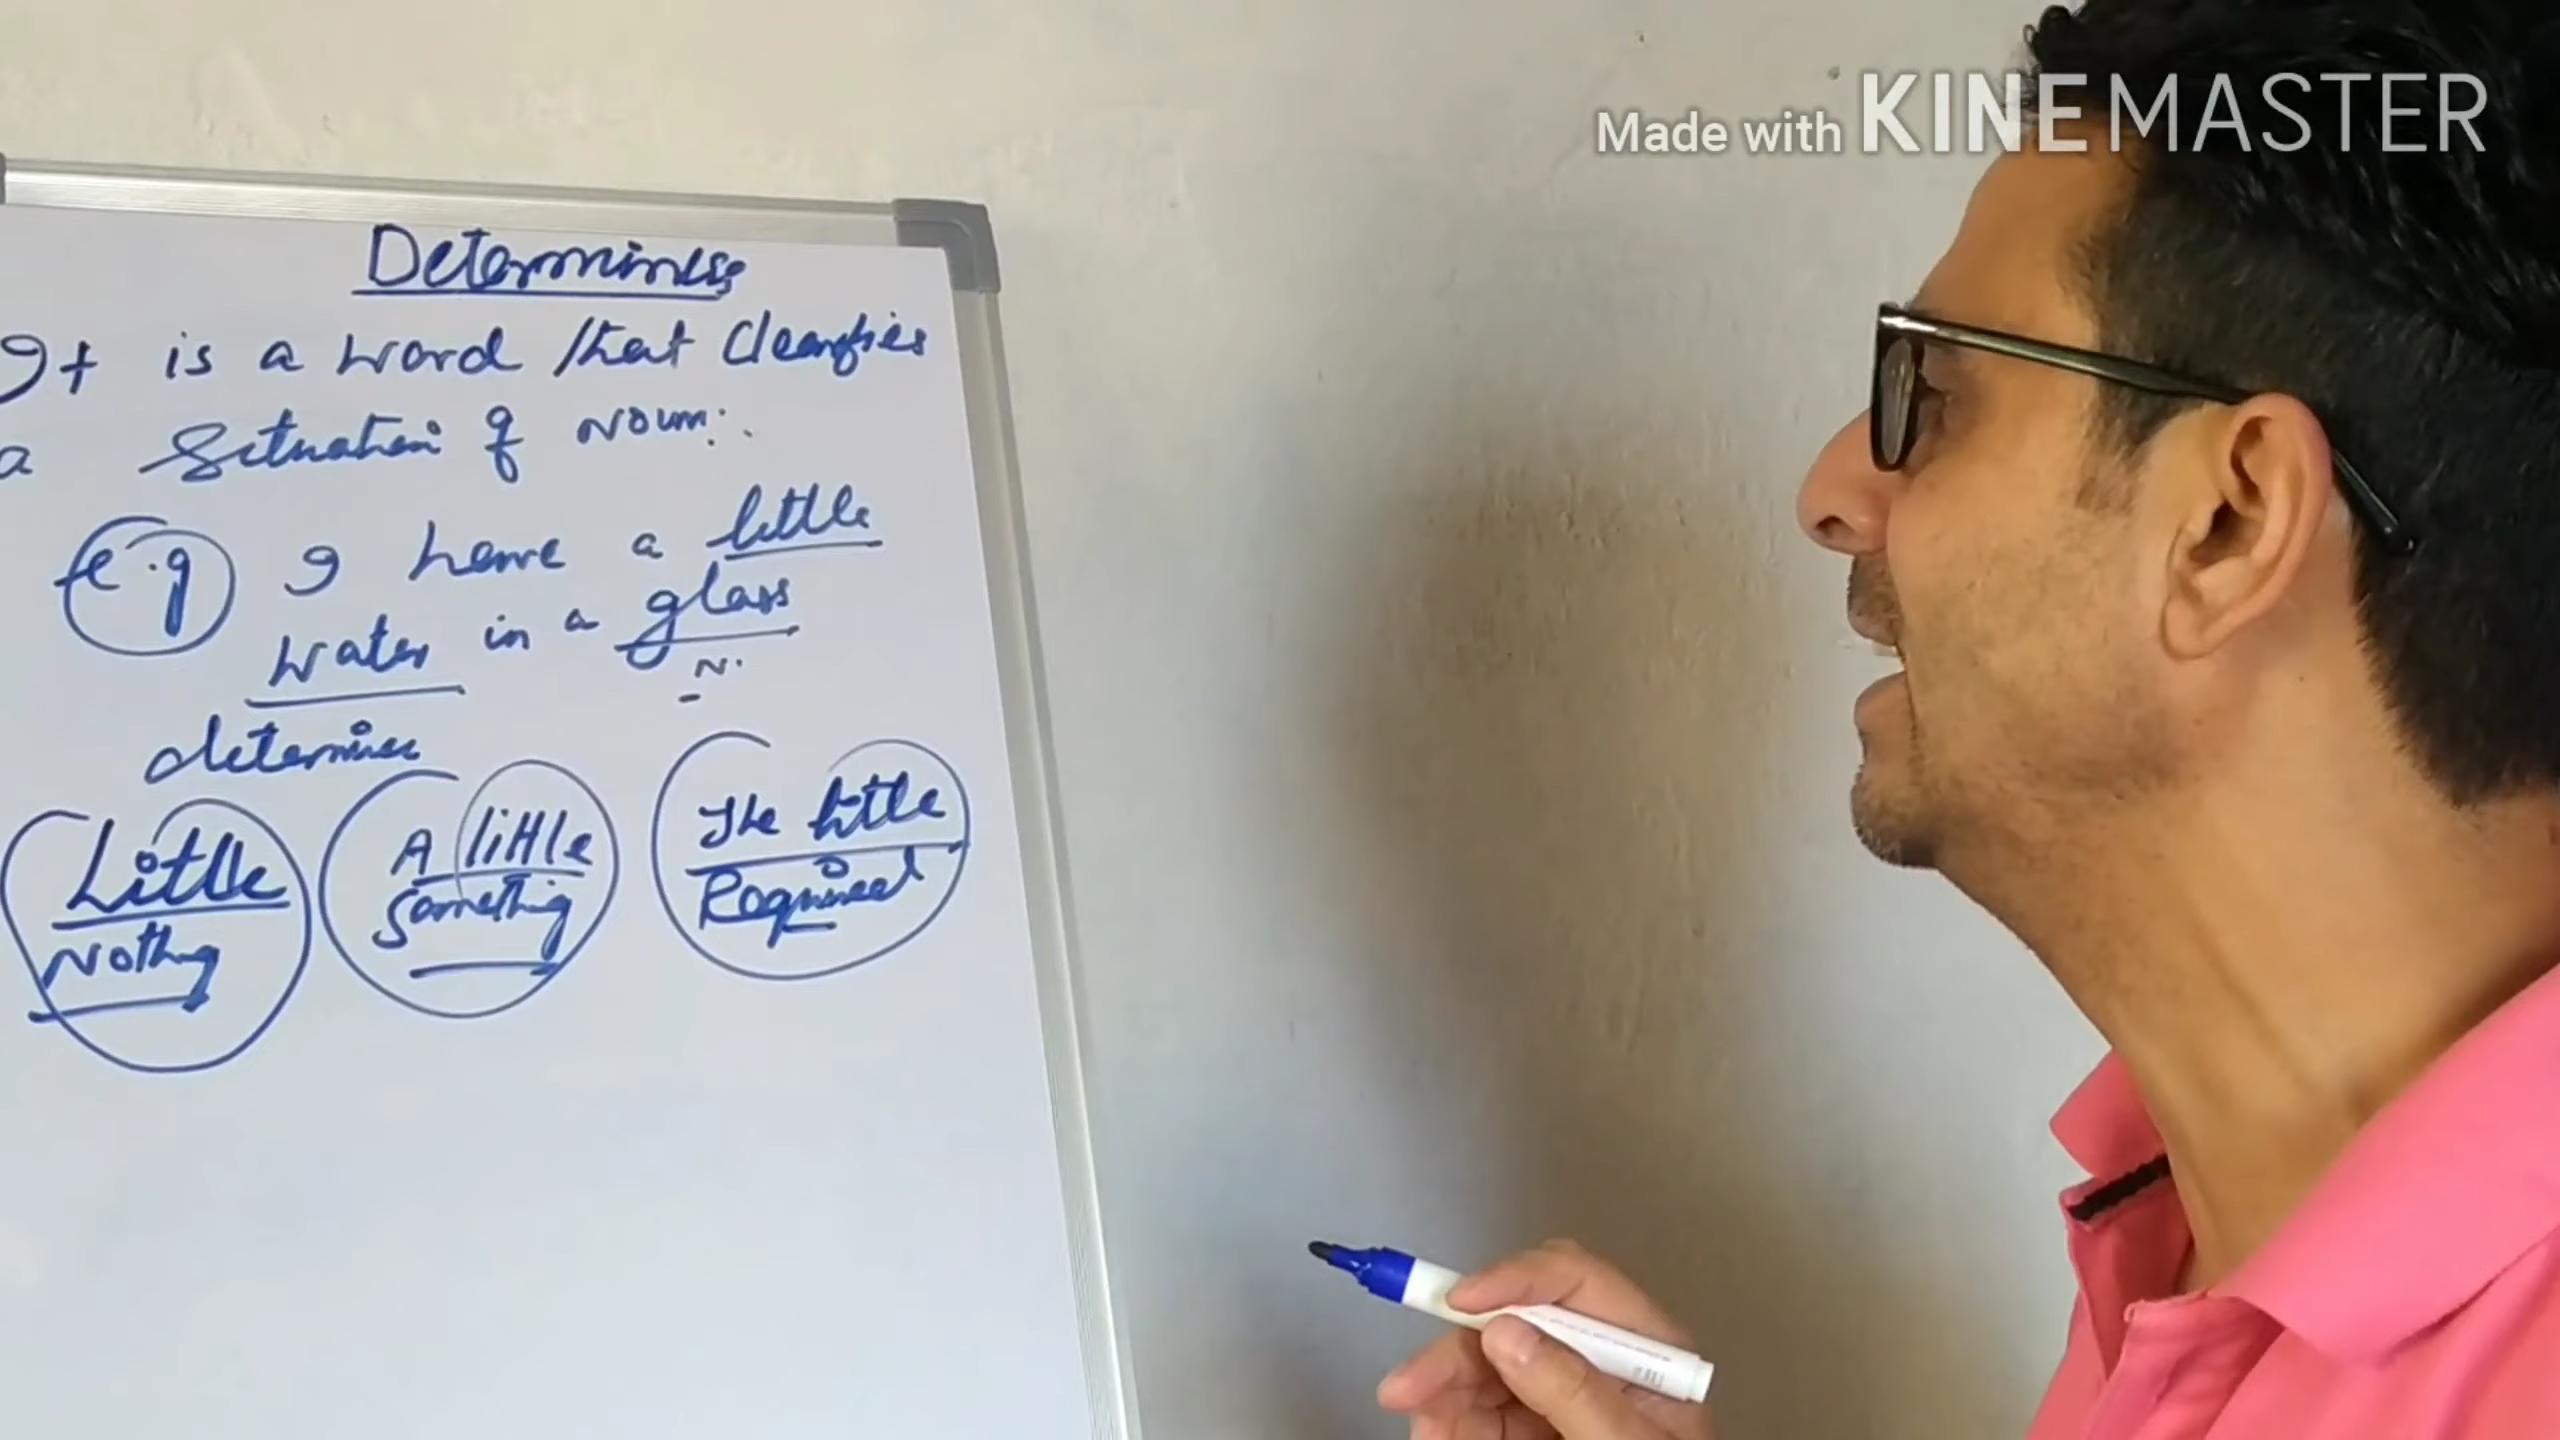 Made with KINEMASTER
Determiners
It is a word that clearifies
a Situation of Noun:
e.g I have a little
water in a glass
N.
determiner
Little A little The little
Nothing Something Required